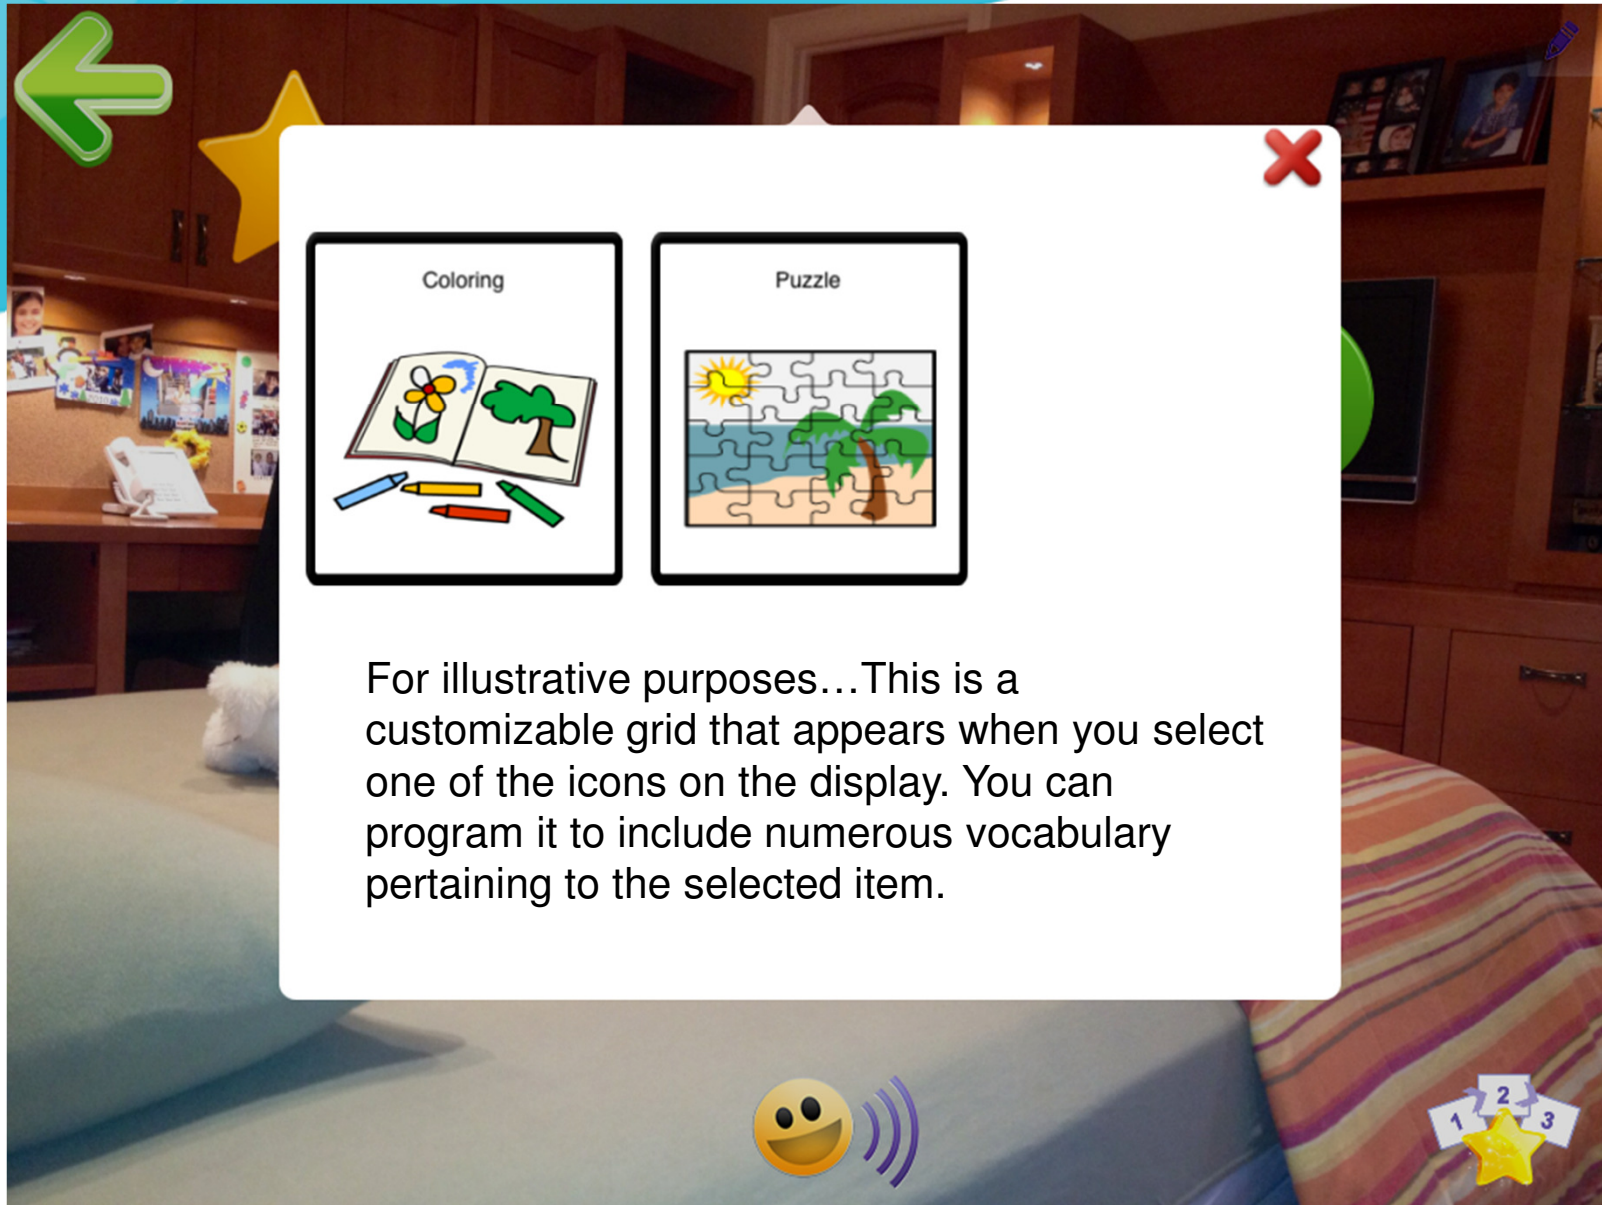 Coloring
Puzzle
For illustrative purposes…This is a
customizable grid that appears when you select
one of the icons on the display. You can
program it to include numerous vocabulary
pertaining to the selected item.
1
2
3